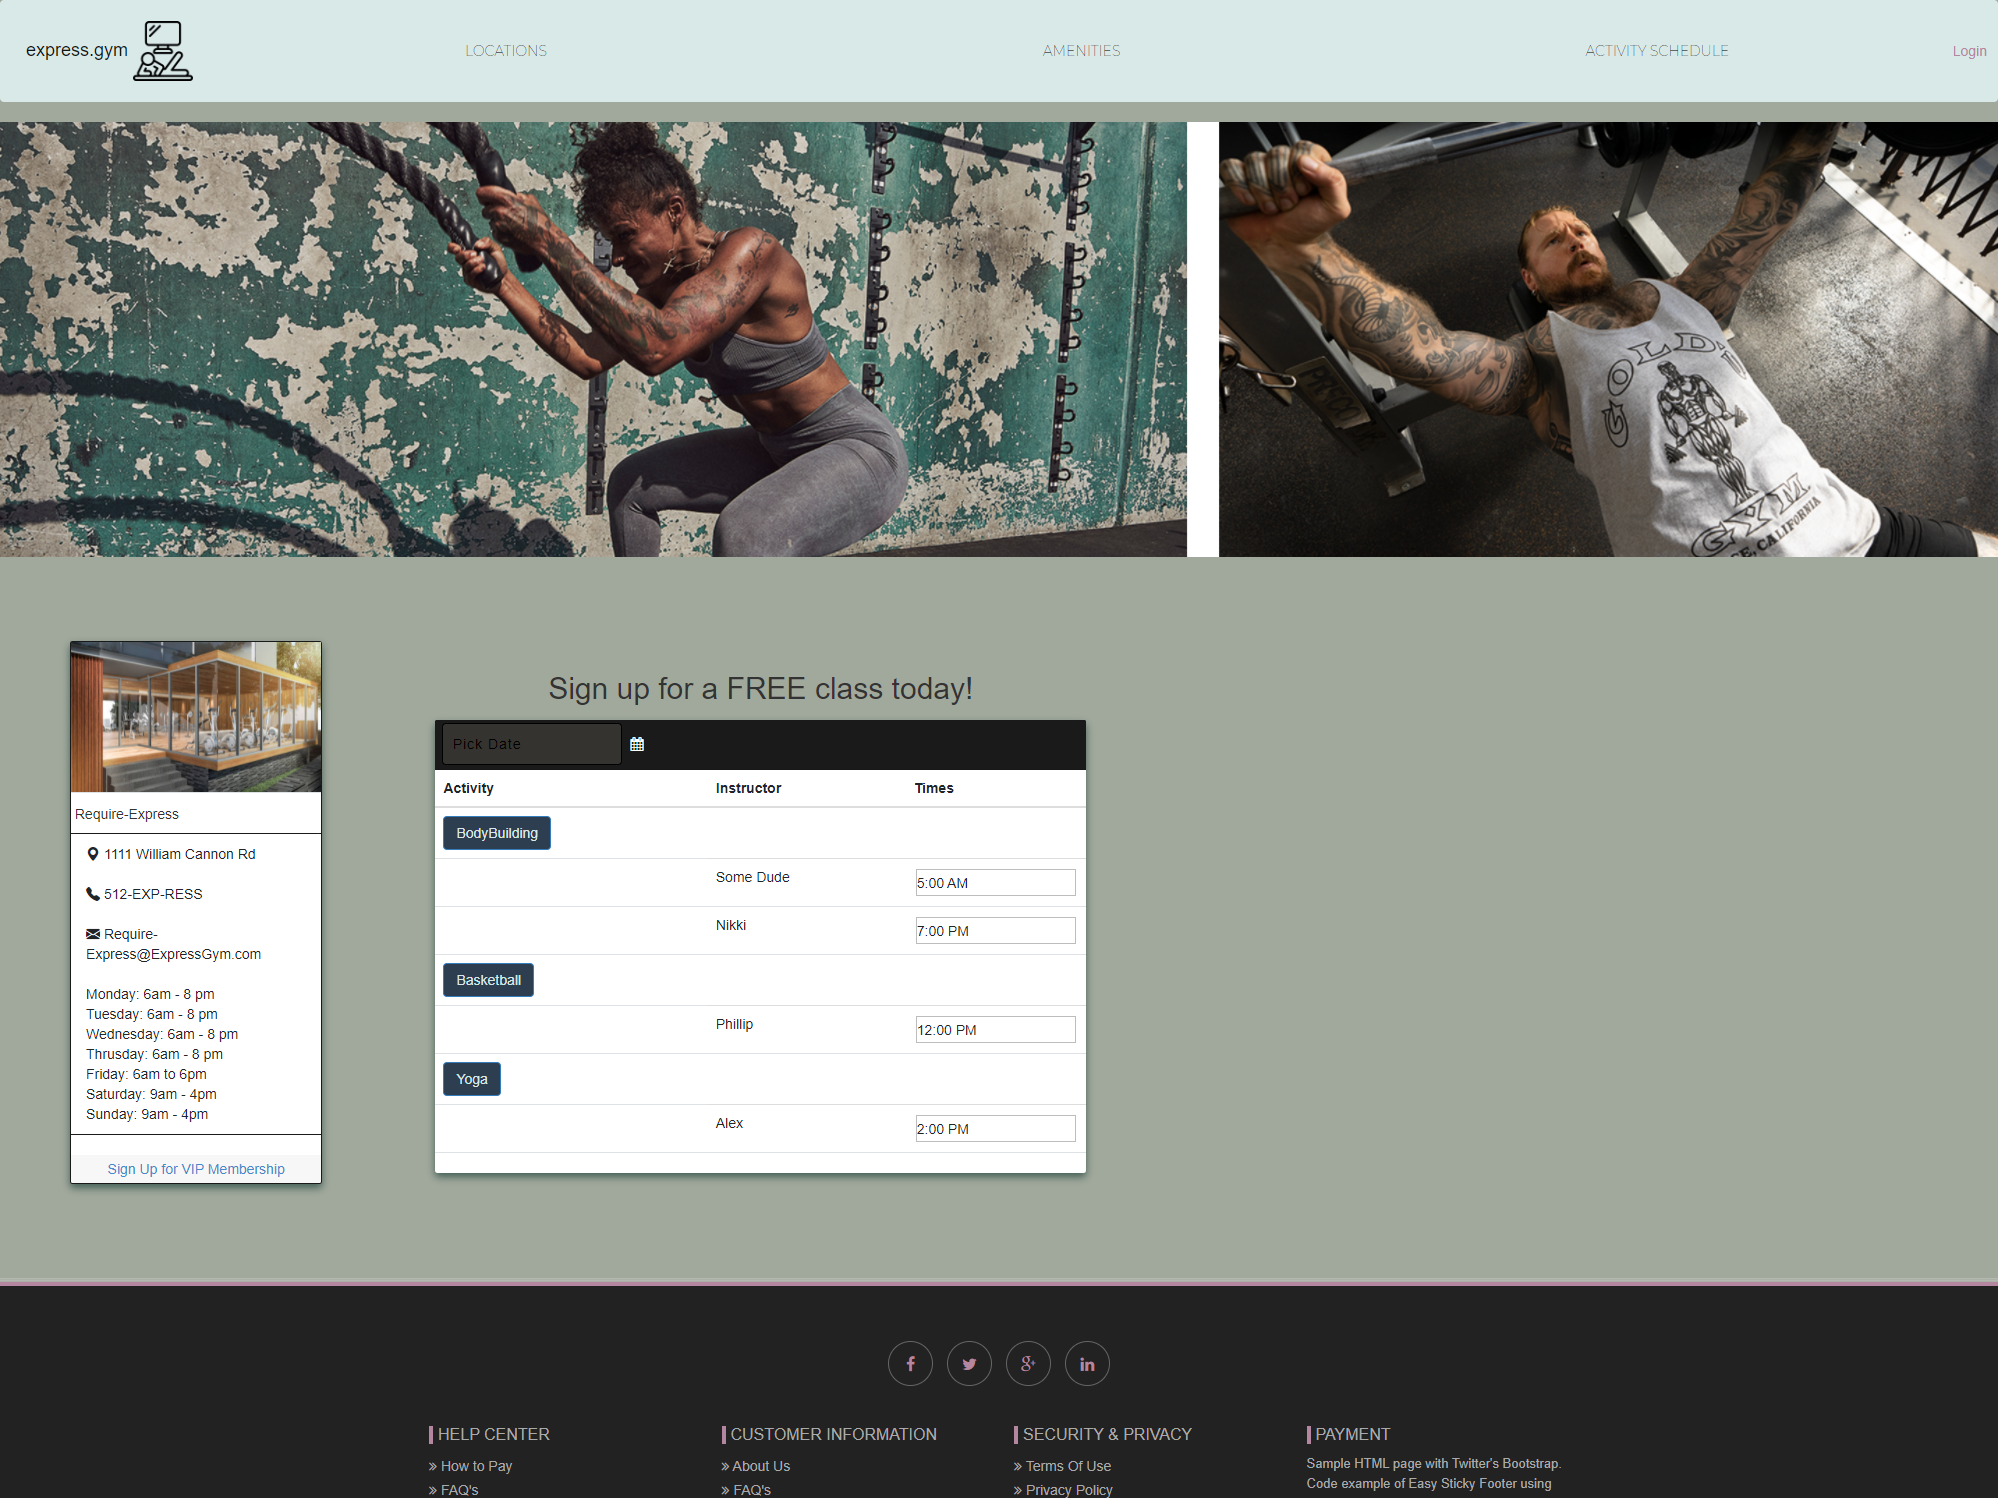 express.gym
LOCATIONS
AMENITIES
ACTIVITY SCHEDULE
Login
GOLD'S
GYM
CALIFORNIA
Sign up for a FREE class today!
Require-Express
1111 William Cannon Rd
512-EXP-RESS
Require-
Express@ExpressGym.com
Monday: 6am - 8 pm
Tuesday: 6am - 8 pm
Wednesday: 6am - 8 pm
Thrusday: 6am - 8 pm
Friday: 6am to 6pm
Saturday: 9am - 4pm
Sunday: 9am - 4pm
Sign Up for VIP Membership
Pick Date
Activity Instructor Times
BodyBuilding
Some Dude 5:00 AM
Nikki 7:00 PM
Basketball
Phillip 12:00 PM
Yoga
Alex 2:00 PM
HELP CENTER
» How to Pay
» FAQ's
CUSTOMER INFORMATION
» About Us
» FAQ's
SECURITY & PRIVACY
» Terms Of Use
» Privacy Policy
PAYMENT
Sample HTML page with Twitter's Bootstrap.
Code example of Easy Sticky Footer using